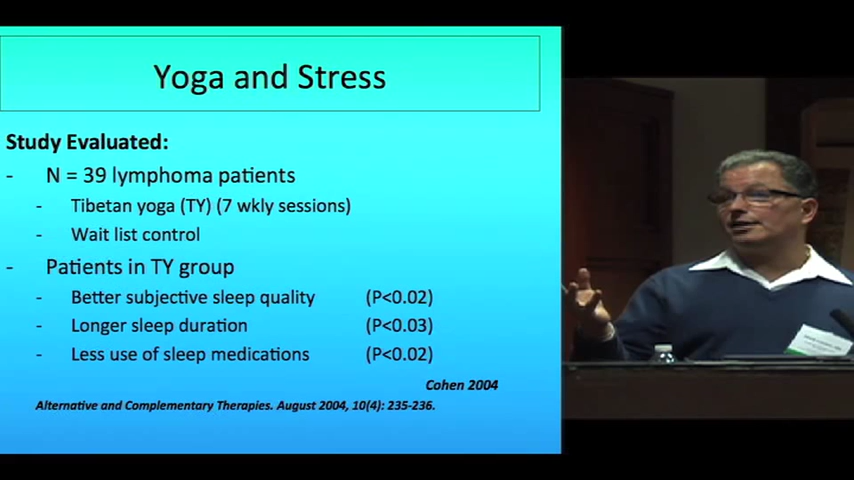 Yoga and Stress
Study Evaluated:
- N = 39 lymphoma patients
- Tibetan yoga (TY) (7 wkly sessions)
- Wait list control
- Patients in TY group
- Better subjective sleep quality (P<0.02)
- Longer sleep duration (P<0.03)
- Less use of sleep medications (P<0.02)
Cohen 2004
Alternative and Complementary Therapies. August 2004, 10(4): 235-236.